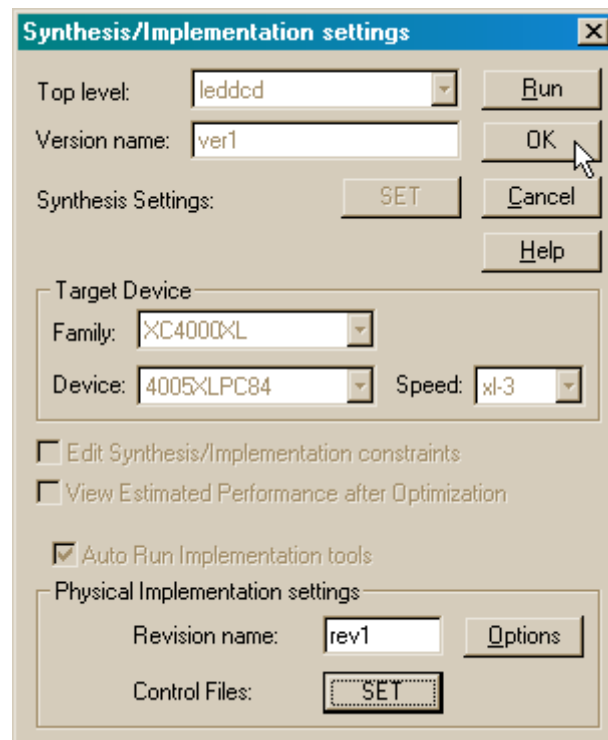 Synthesis/Implementation settings
Top level: leddcd Run
Version name: ver1 OK
Synthesis Settings: SET Cancel
Help
Target Device
Family: XC4000XL
Device: 4005XLPC84 Speed: xl-3
Edit Synthesis/Implementation constraints
View Estimated Performance after Optimization
Auto Run Implementation tools
Physical Implementation settings
Revision name: rev1 Options
Control Files: SET